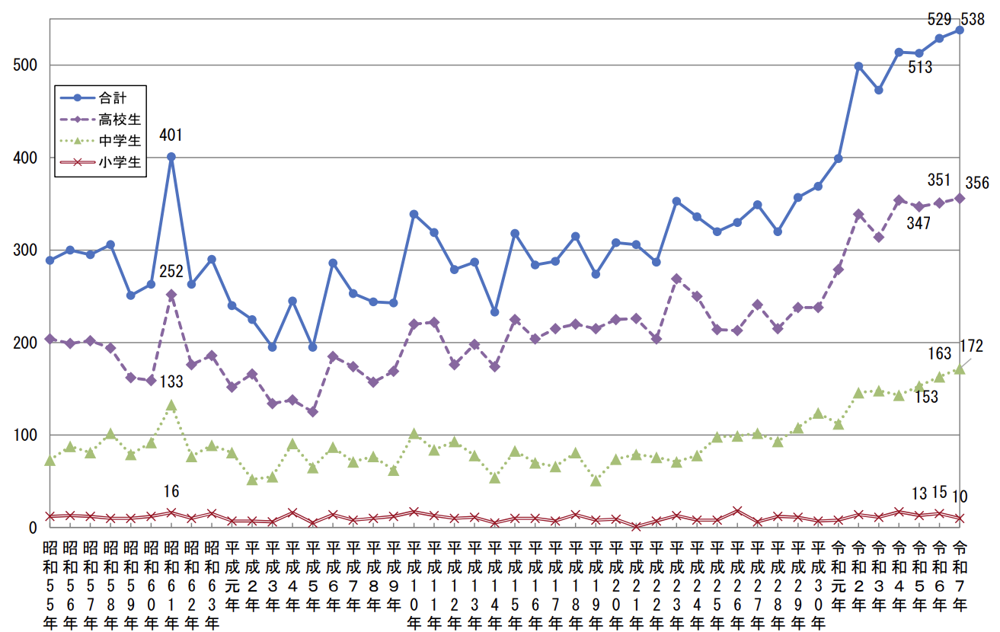 529 538
500
513
合計
高校生
中学生
小学生
401
400
351 356
347
300
252
200
163 172
153
133
100
16
13 15 10
0
昭和55年
昭和56年
昭和57年
昭和58年
昭和59年
昭和60年
昭和61年
昭和62年
昭和63年
平成元年
平成2年
平成3年
平成4年
平成5年
平成6年
平成7年
平成8年
平成9年
平成10年
平成11年
平成12年
平成13年
平成14年
平成15年
平成16年
平成17年
平成18年
平成19年
平成20年
平成21年
平成22年
平成23年
平成24年
平成25年
平成26年
平成27年
平成28年
平成29年
平成30年
令和元年
令和2年
令和3年
令和4年
令和5年
令和6年
令和7年